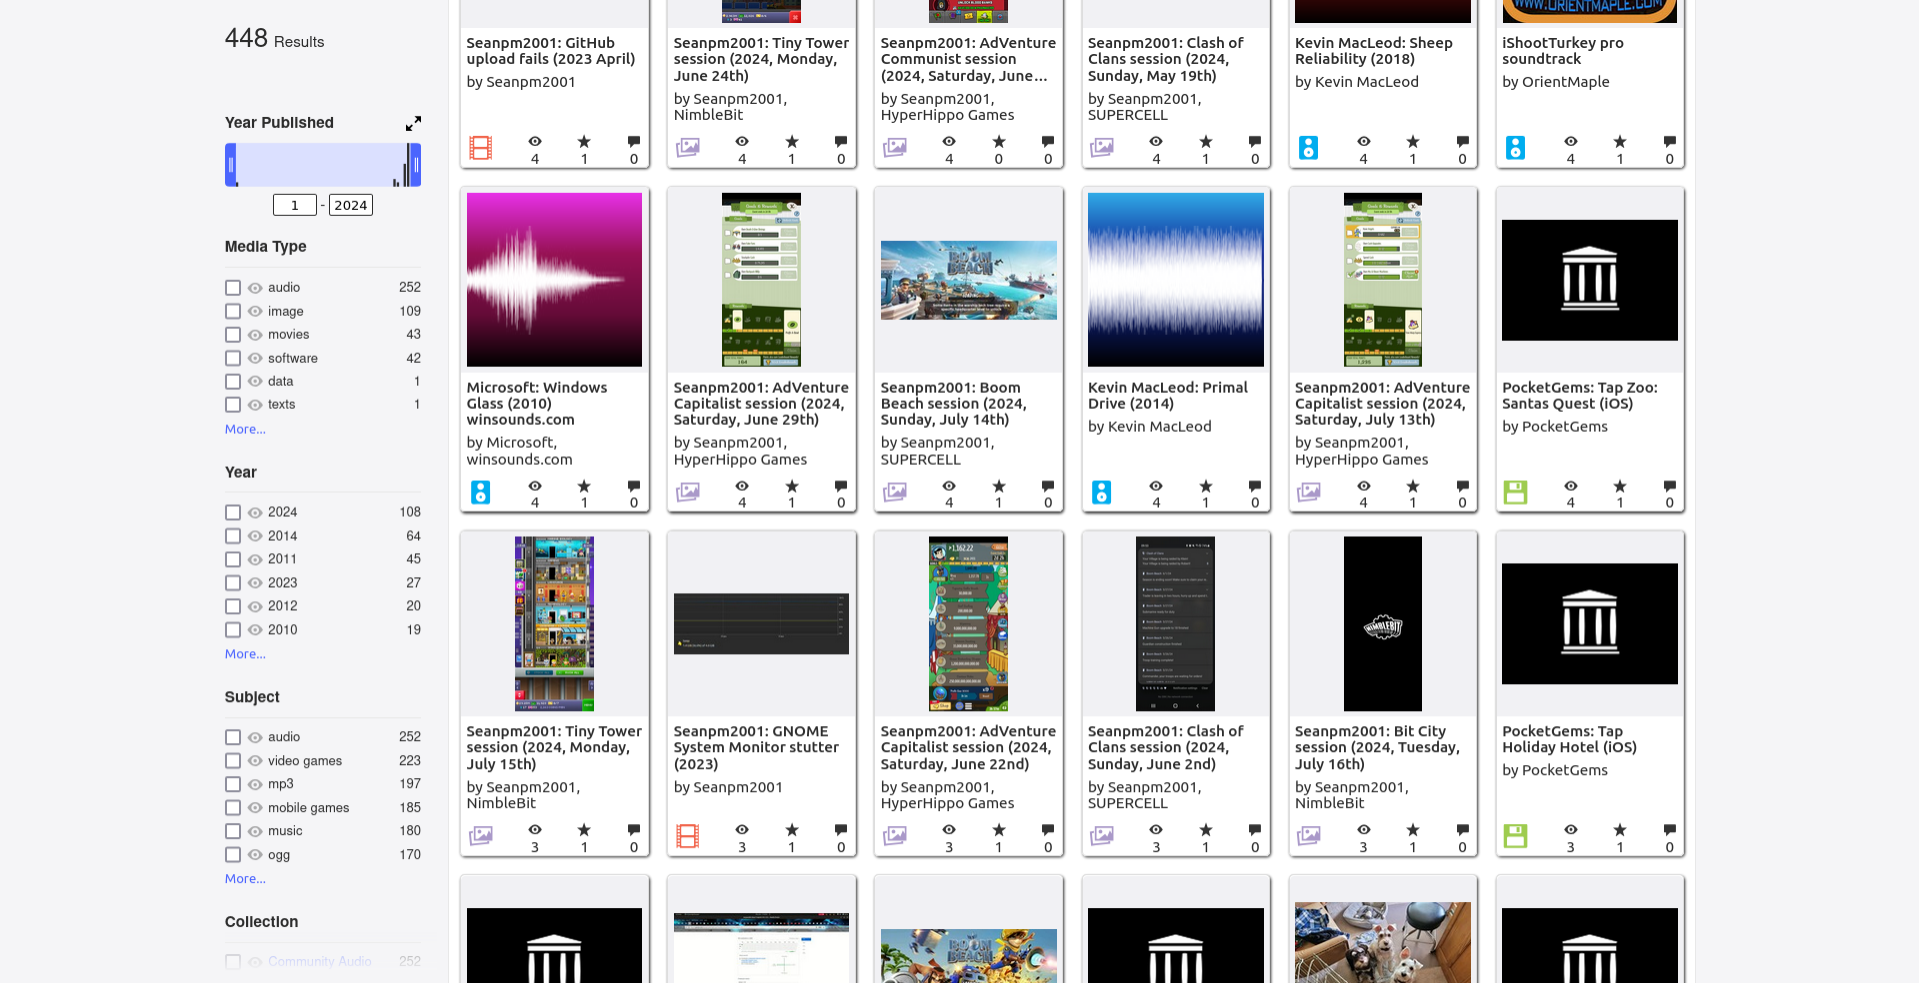 448 Results
Year Published
1 - 2024
Media Type
audio 252
image 109
movies 43
software 42
data 1
texts 1
More...
Year
2024 108
2014 64
2011 45
2023 27
2012 20
2010 19
More...
Subject
audio 252
video games 223
mp3 197
mobile games 185
music 180
ogg 170
More...
Collection
Community Audio 252
WWW.ORIENTMAPLE.COM
Seanpm2001: GitHub
upload fails (2023 April)
by Seanpm2001
4 1 0
Seanpm2001: Tiny Tower
session (2024, Monday,
June 24th)
by Seanpm2001,
NimbleBit
4 1 0
Seanpm2001: AdVenture
Communist session
(2024, Saturday, June...
by Seanpm2001,
HyperHippo Games
4 0 0
Seanpm2001: Clash of
Clans session (2024,
Sunday, May 19th)
by Seanpm2001,
SUPERCELL
4 1 0
Kevin MacLeod: Sheep
Reliability (2018)
by Kevin MacLeod
4 1 0
iShootTurkey pro
soundtrack
by OrientMaple
4 1 0
Microsoft: Windows
Glass (2010)
winsounds.com
by Microsoft,
winsounds.com
4 1 0
Seanpm2001: AdVenture
Capitalist session (2024,
Saturday, June 29th)
by Seanpm2001,
HyperHippo Games
4 1 0
BOOM
BEACH
Seanpm2001: Boom
Beach session (2024,
Sunday, July 14th)
by Seanpm2001,
SUPERCELL
4 1 0
Kevin MacLeod: Primal
Drive (2014)
by Kevin MacLeod
4 1 0
Seanpm2001: AdVenture
Capitalist session (2024,
Saturday, July 13th)
by Seanpm2001,
HyperHippo Games
4 1 0
PocketGems: Tap Zoo:
Santas Quest (iOS)
by PocketGems
4 1 0
Seanpm2001: Tiny Tower
session (2024, Monday,
July 15th)
by Seanpm2001,
NimbleBit
3 1 0
Seanpm2001: GNOME
System Monitor stutter
(2023)
by Seanpm2001
3 1 0
Seanpm2001: AdVenture
Capitalist session (2024,
Saturday, June 22nd)
by Seanpm2001,
HyperHippo Games
3 1 0
Seanpm2001: Clash of
Clans session (2024,
Sunday, June 2nd)
by Seanpm2001,
SUPERCELL
3 1 0
NIMBLEBIT
Seanpm2001: Bit City
session (2024, Tuesday,
July 16th)
by Seanpm2001,
NimbleBit
3 1 0
PocketGems: Tap
Holiday Hotel (iOS)
by PocketGems
3 1 0
BOOM
BEACH